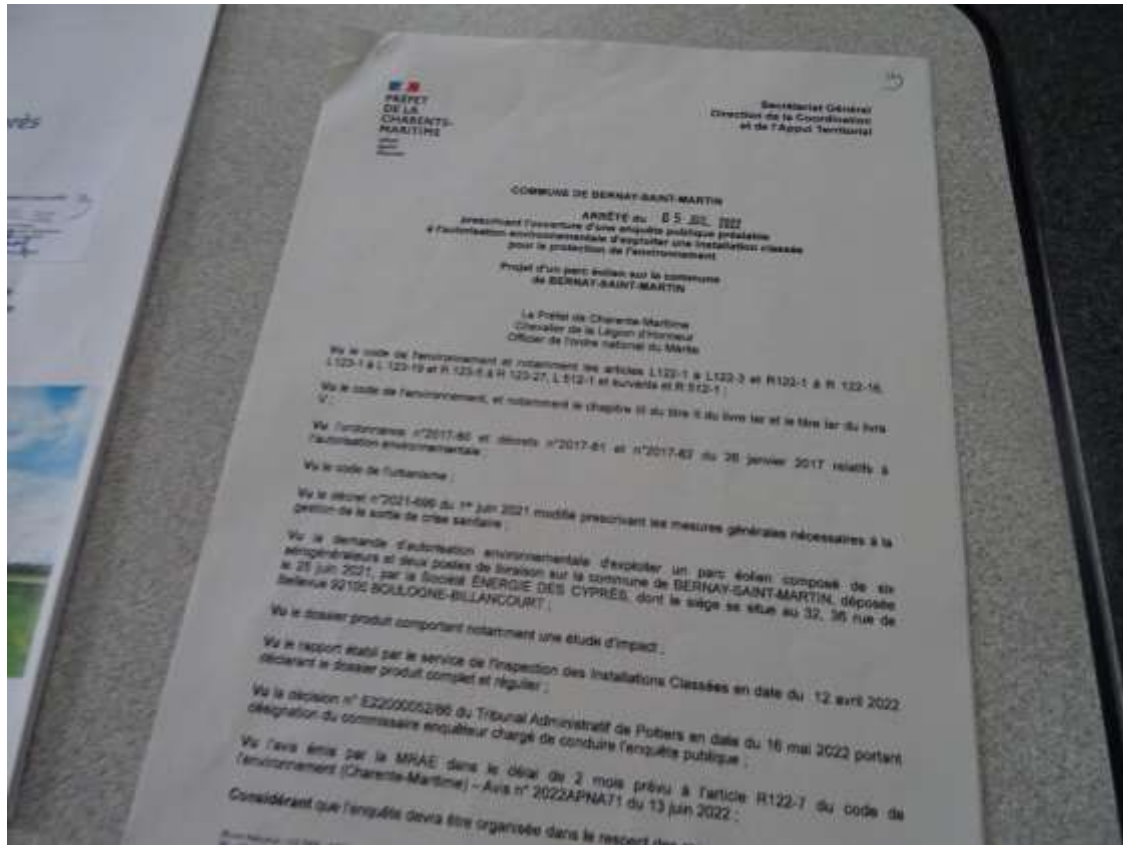 près
PRÉFET
DE LA
CHARENTE-
MARITIME
Secrétariat Général
Direction de la Coordination
et de l'Appui Territorial
COMMUNE DE BERNAY-SAINT-MARTIN
ARRÊTÉ du 05 JUIL. 2022
prescrivant l'ouverture d'une enquête publique préalable
à l'autorisation environnementale d'exploiter une installation classée
pour la protection de l'environnement
Projet d'un parc éolien sur la commune
de BERNAY-SAINT-MARTIN
Le Préfet de Charente-Maritime
Chevalier de la Légion d'Honneur
Officier de l'ordre national du Mérite
Vu le code de l'environnement et notamment les articles L122-1 à L122-3 et R122-1 à R 122-16,
L123-1 à L 123-19 et R 123-5 à R 123-27, L 512-1 et suivants et R 512-1 ;
Vu le code de l'environnement, et notamment le chapitre III du titre II du livre Ier et le titre Ier du livre
V ;
Vu l'ordonnance n°2017-80 et décrets n°2017-81 et n°2017-82 du 26 janvier 2017 relatifs à
l'autorisation environnementale
Vu le code de l'urbanisme ;
Vu le décret n°2021-699 du 1er juin 2021 modifié prescrivant les mesures générales nécessaires à la
gestion de la sortie de crise sanitaire ;
Vu la demande d'autorisation environnementale d'exploiter un parc éolien composé de six
aérogénérateurs et deux postes de livraison sur la commune de BERNAY-SAINT-MARTIN, déposée
le 25 juin 2021, par la Société ÉNERGIE DES CYPRÈS, dont le siège se situe au 32, 36 rue de
Bellevue 92100 BOULOGNE-BILLANCOURT ;
Vu le dossier produit comportant notamment une étude d'impact ;
Vu le rapport établi par le service de l'Inspection des Installations Classées en date du 12 avril 2022
déclarant le dossier produit complet et régulier ;
Vu la décision n° E22000052/86 du Tribunal Administratif de Poitiers en date du 16 mai 2022 portant
désignation du commissaire enquêteur chargé de conduire l'enquête publique ;
Vu l'avis émis par la MRAE dans le délai de 2 mois prévu à l'article R122-7 du code de
l'environnement (Charente-Maritime) – Avis n° 2022APNA71 du 13 juin 2022 ;
Considérant que l'enquête devra être organisée dans le respect des